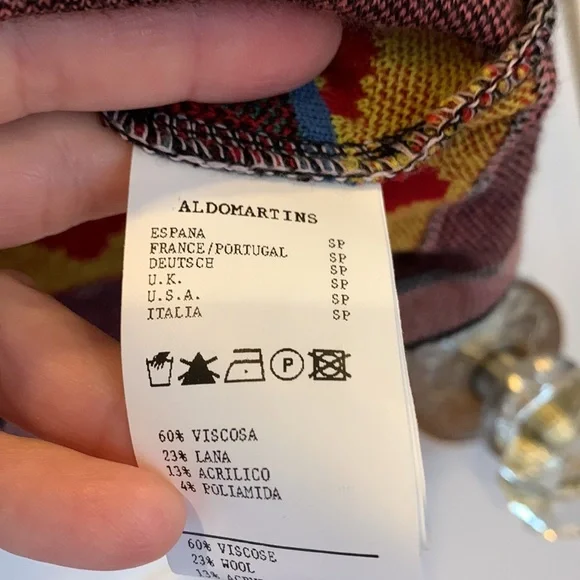 ALDOMARTINS
ESPANA SP
FRANCE/PORTUGAL SP
DEUTSCH SP
U.K. SP
U.S.A. SP
ITALIA SP
P
60% VISCOSA
23% LANA
13% ACRILICO
4% POLIAMIDA
60% VISCOSE
23% WOOL
13%